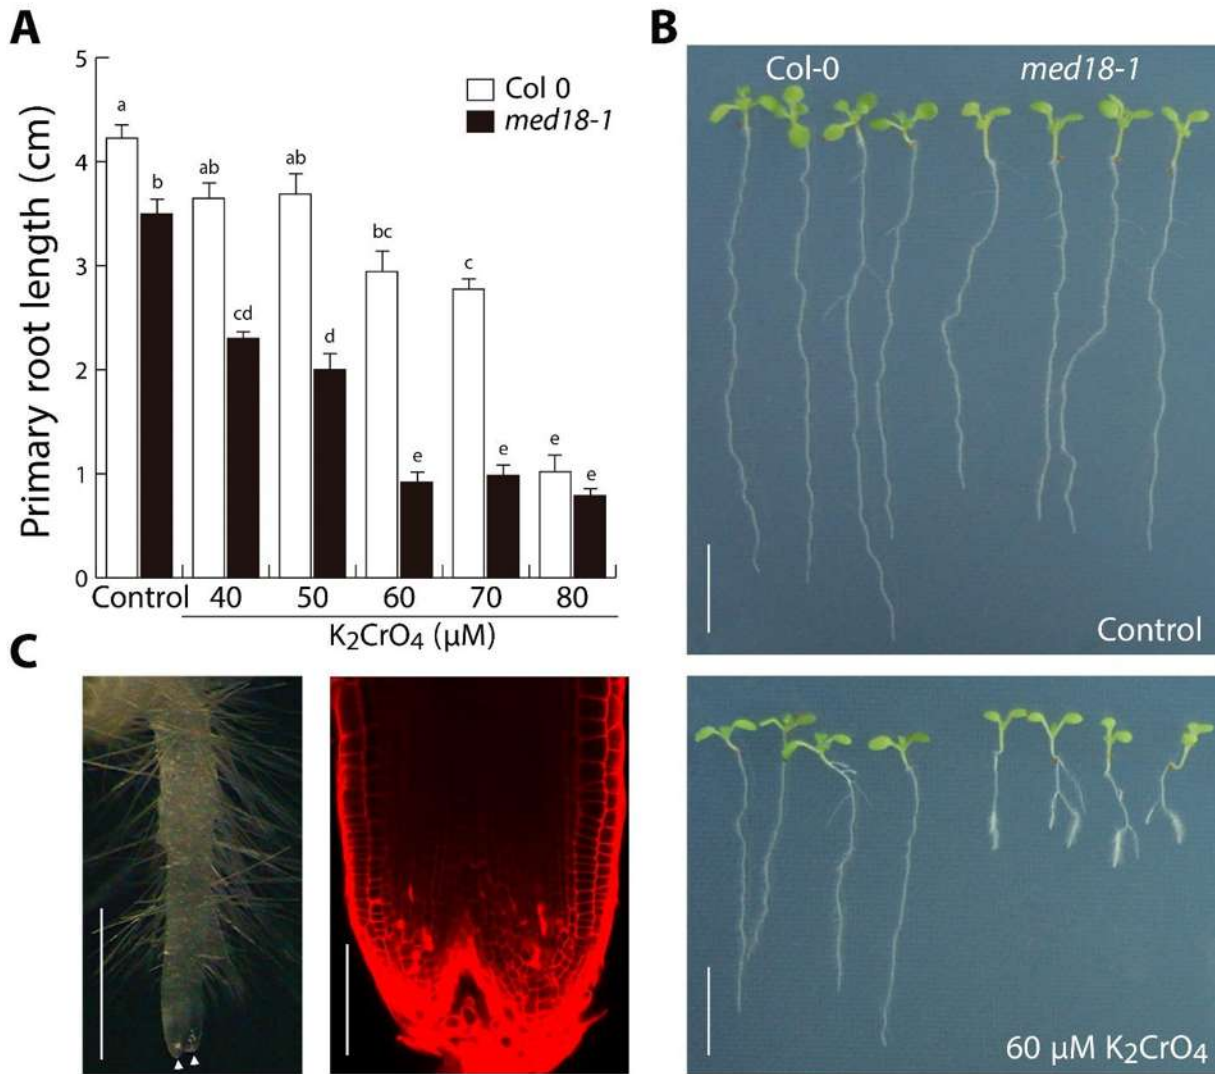 A
Primary root length (cm)
5
4
3
2
1
0
Col 0
med18-1
a
b
ab
cd
ab
d
bc
e
c
e
e
e
Control 40 50 60 70 80
K₂CrO₄ (μM)
B
Col-0 med18-1
Control
60 μM K₂CrO₄
C